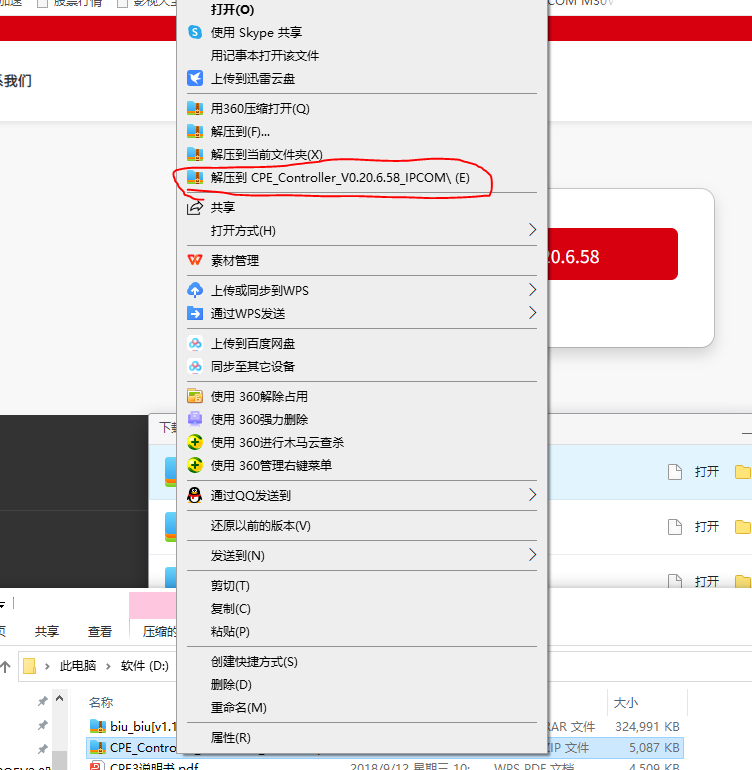 加速
股票行情
影视大全
打开(O)
使用 Skype 共享
用记事本打开该文件
上传到迅雷云盘
系我们
用360压缩打开(Q)
解压到(F)...
解压到当前文件夹(X)
解压到 CPE_Controller_V0.20.6.58_IPCOM\ (E)
共享
打开方式(H)
20.6.58
素材管理
上传或同步到WPS
通过WPS发送
上传到百度网盘
同步至其它设备
使用 360解除占用
使用 360强力删除
下载
使用 360进行木马云查杀
使用 360管理右键菜单
打开
通过QQ发送到
还原以前的版本(V)
打开
发送到(N)
打开
剪切(T)
复制(C)
共享
查看
压缩的
粘贴(P)
此电脑
软件 (D:)
创建快捷方式(S)
删除(D)
名称
大小
重命名(M)
biu_biu[v1.1
RAR 文件
324,991 KB
属性(R)
CPE_Contro
ZIP 文件
5,087 KB
CPE3说明书.pdf
2018/9/12 星期三 10:
WPS PDF 文档
4,509 KB